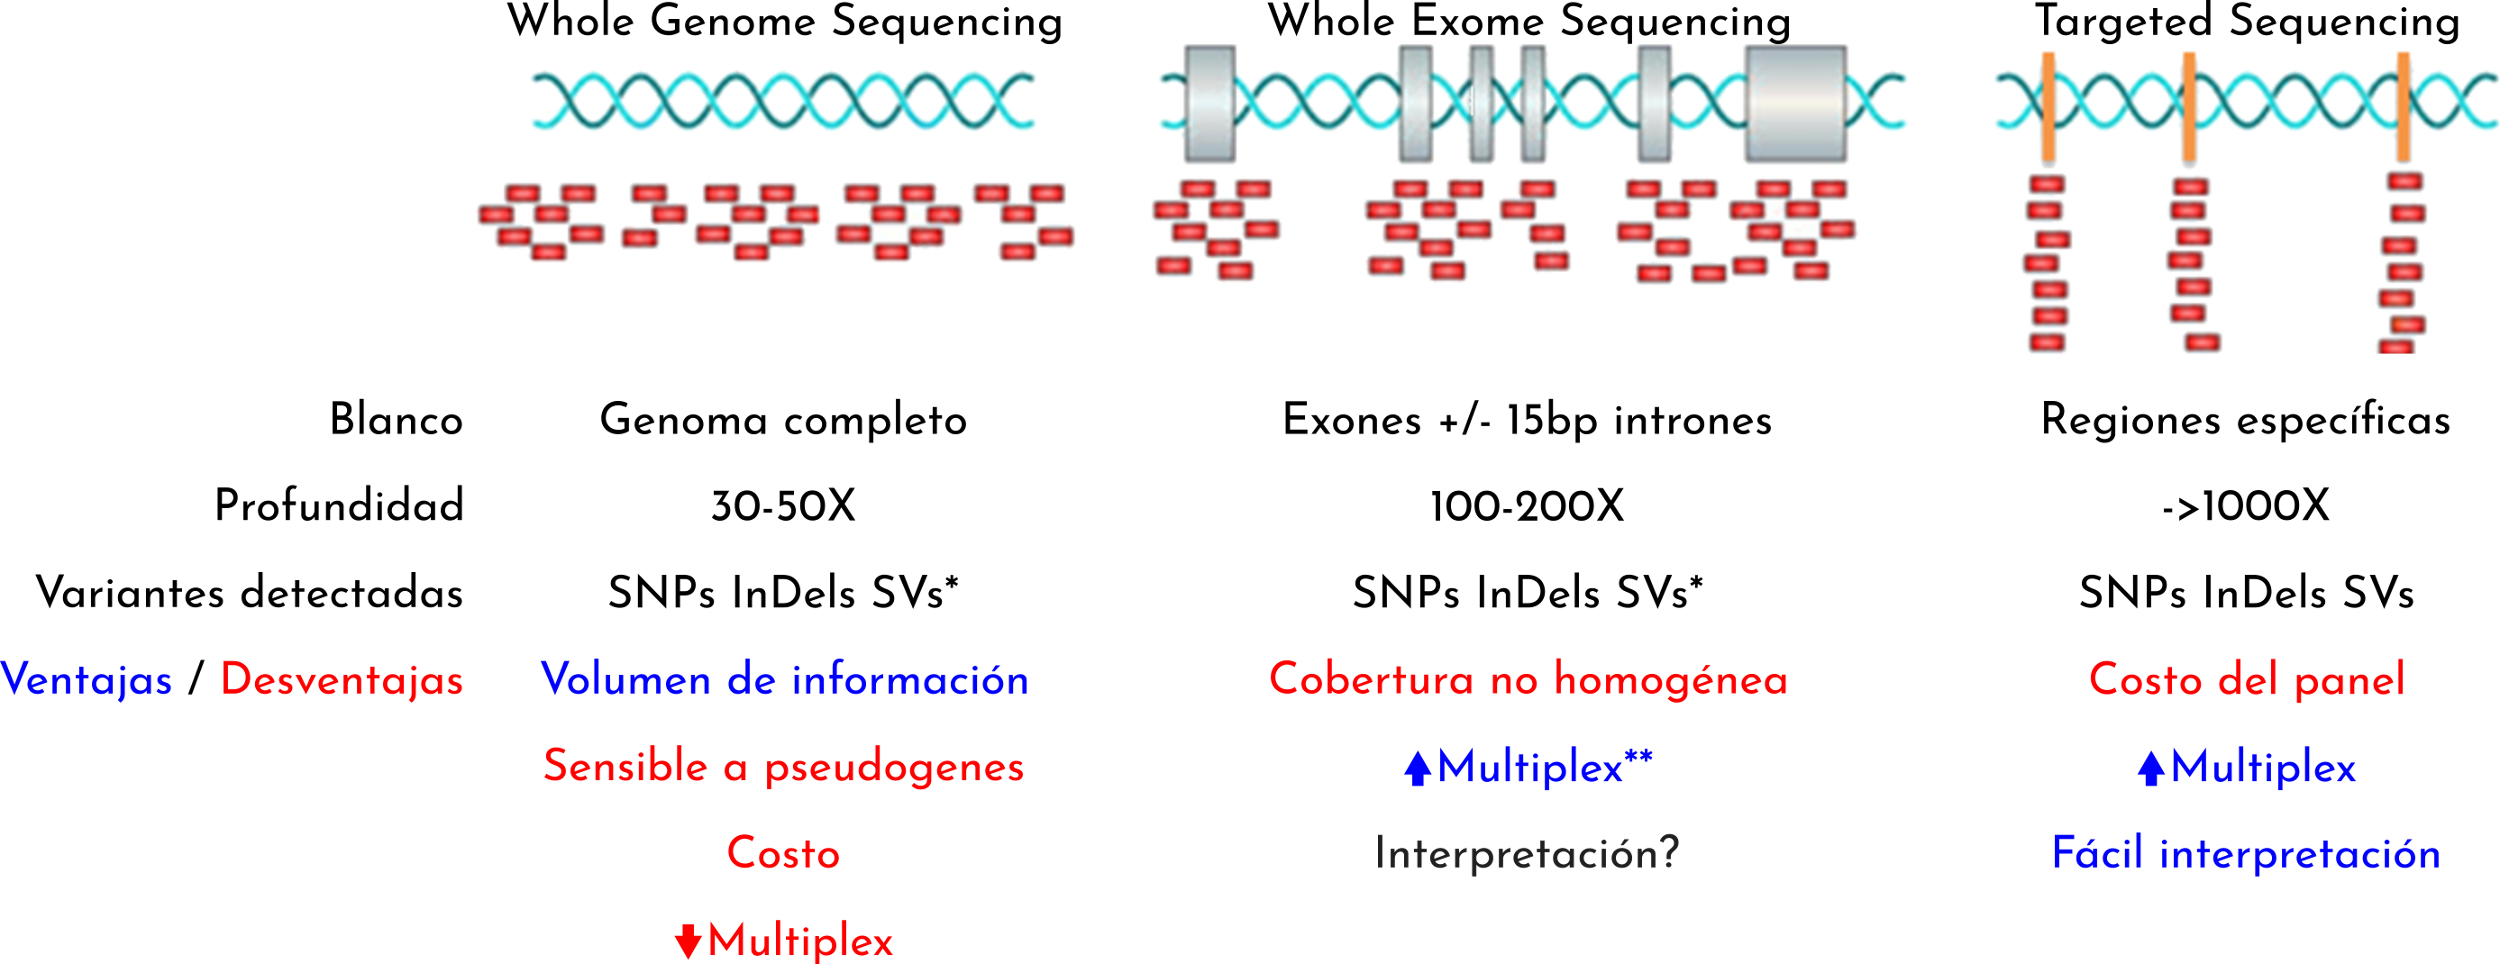 Whole Genome Sequencing Whole Exome Sequencing Targeted Sequencing
Blanco Genoma completo Exones +/- 15bp intrones Regiones específicas
Profundidad 30-50X 100-200X ->1000X
Variantes detectadas SNPs InDels SVs* SNPs InDels SVs* SNPs InDels SVs
Ventajas / Desventajas Volumen de información Cobertura no homogénea Costo del panel
Sensible a pseudogenes Multiplex** Multiplex
Costo Interpretación? Fácil interpretación
Multiplex